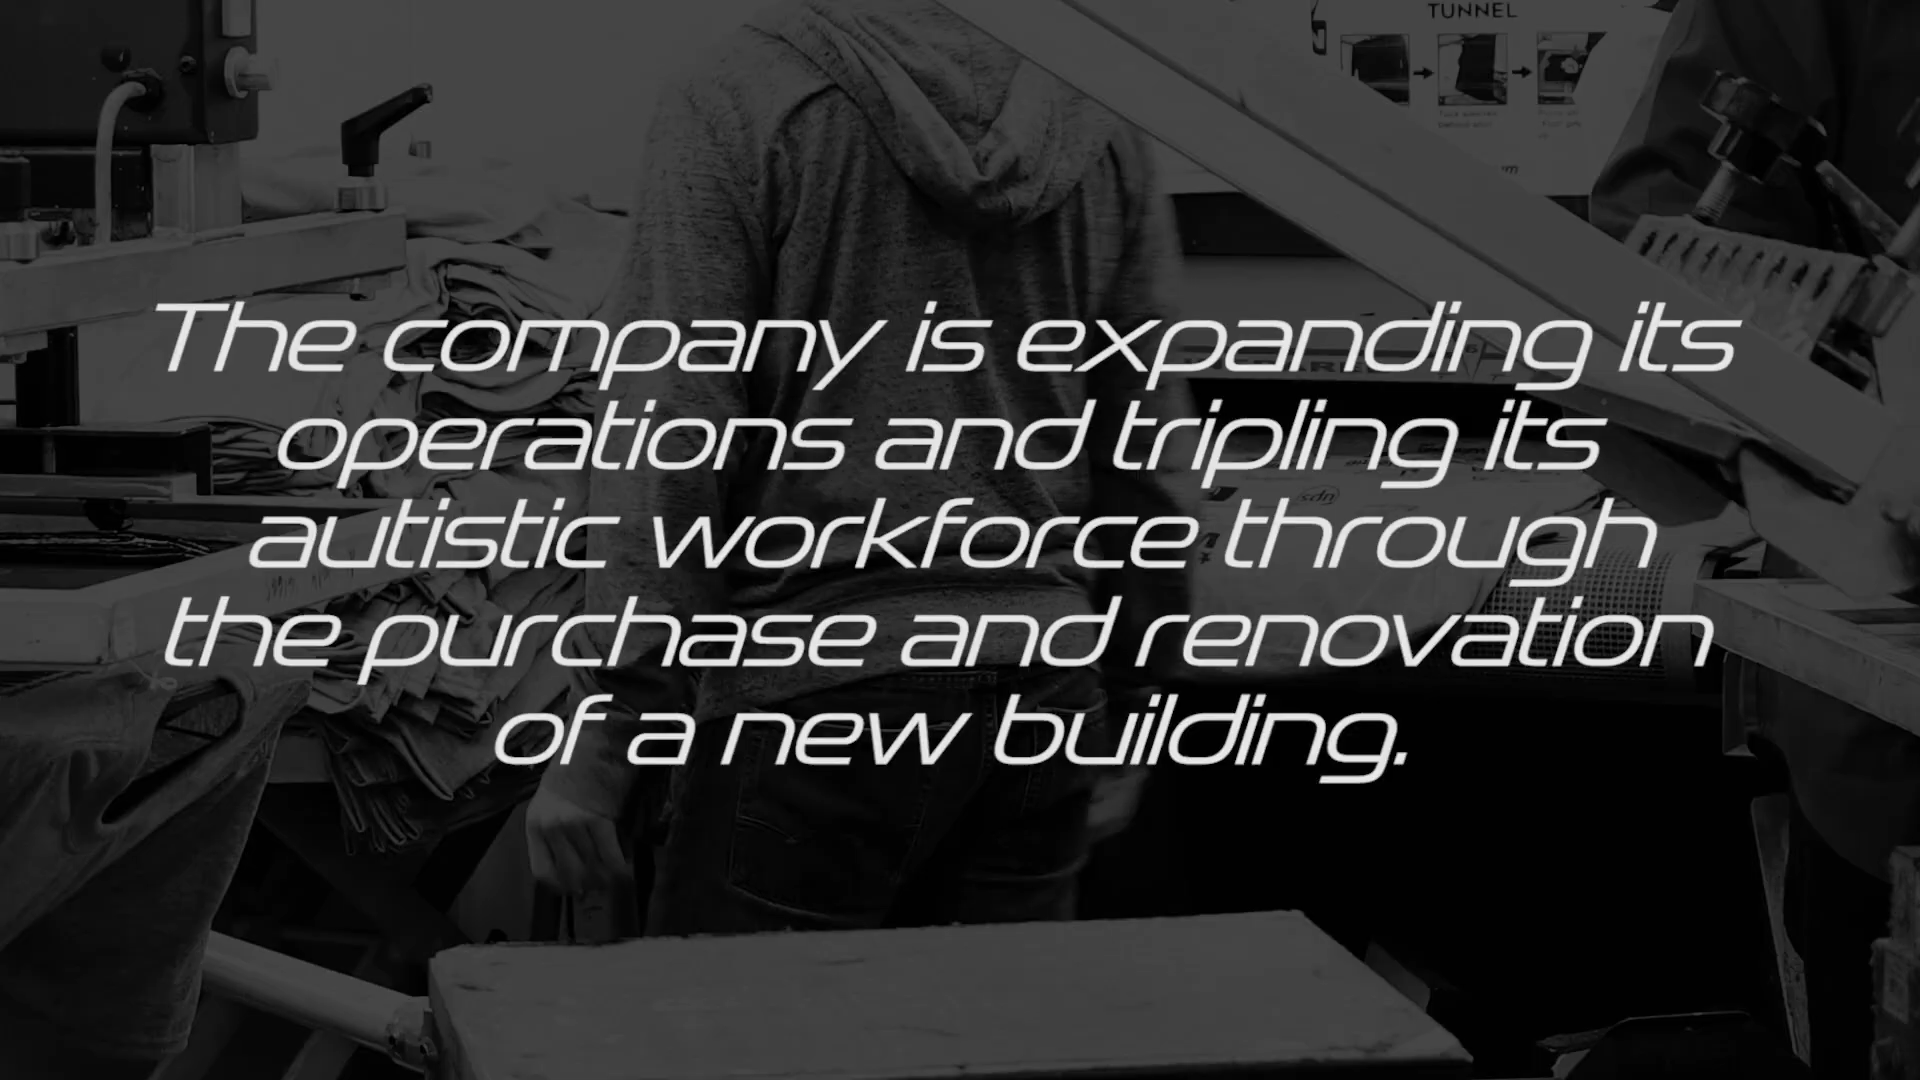 TUNNEL
The company is expanding its
operations and tripling its
autistic workforce through
the purchase and renovation
of a new building.